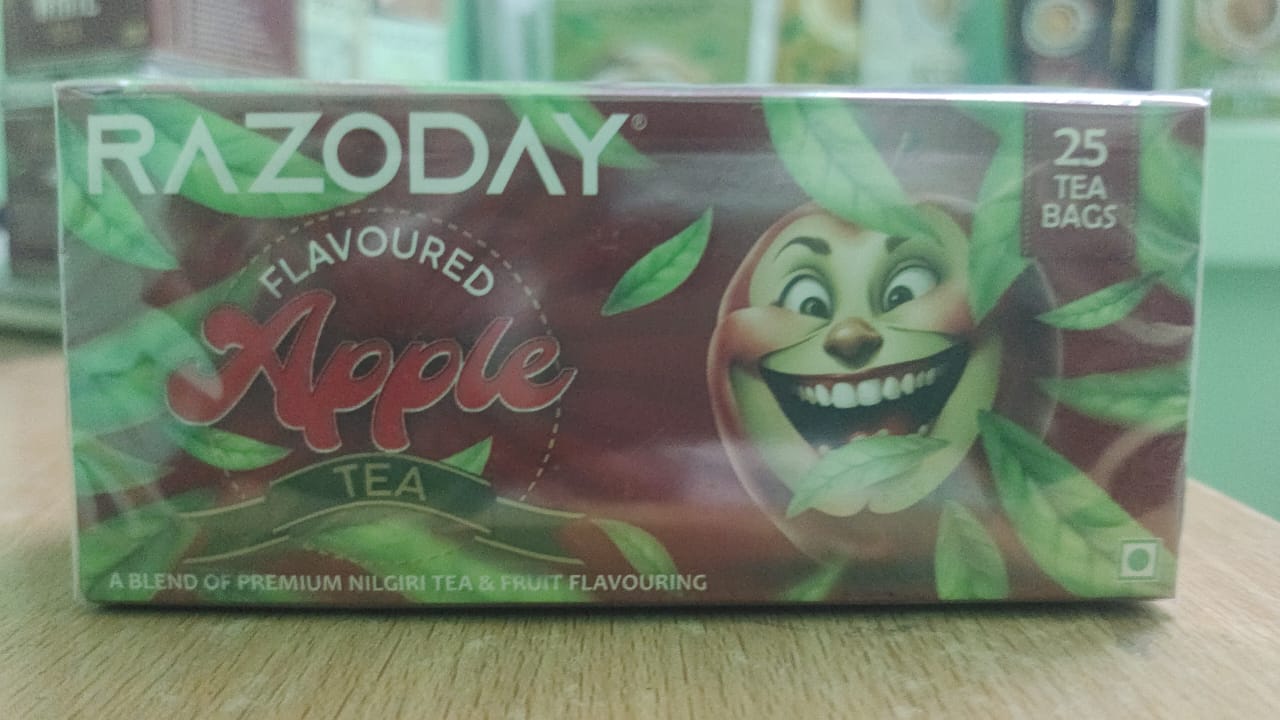 RAZODAY®
FLAVOURED
Apple
TEA
A BLEND OF PREMIUM NILGIRI TEA & FRUIT FLAVOURING
25
TEA
BAGS